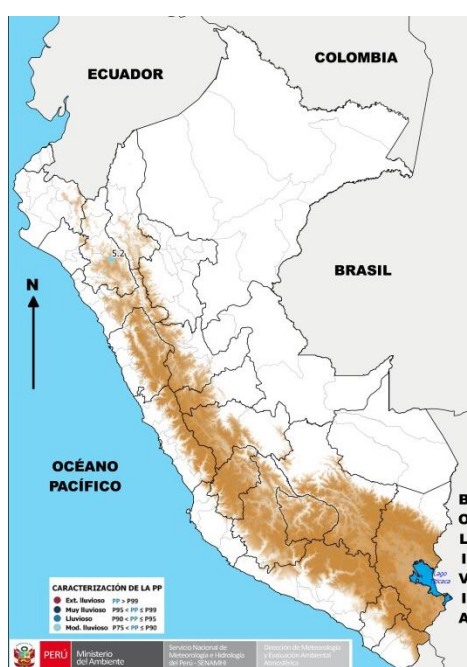 COLOMBIA
ECUADOR
5.2
BRASIL
N
OCÉANO
PACÍFICO
B
O
L
I
V
I
A
Lago
CARACTERIZACIÓN DE LA PP
Ext. lluvioso PP > P99
Muy lluvioso P95 < PP ≤ P99
Lluvioso P90 < PP ≤ P95
Mod. lluvioso P75 < PP ≤ P90
PERÚ
Ministerio
del Ambiente
Servicio Nacional de
Meteorología e Hidrología
del Perú - SENAMHI
Dirección de Meteorología
y Evaluación Ambiental
Atmosférica